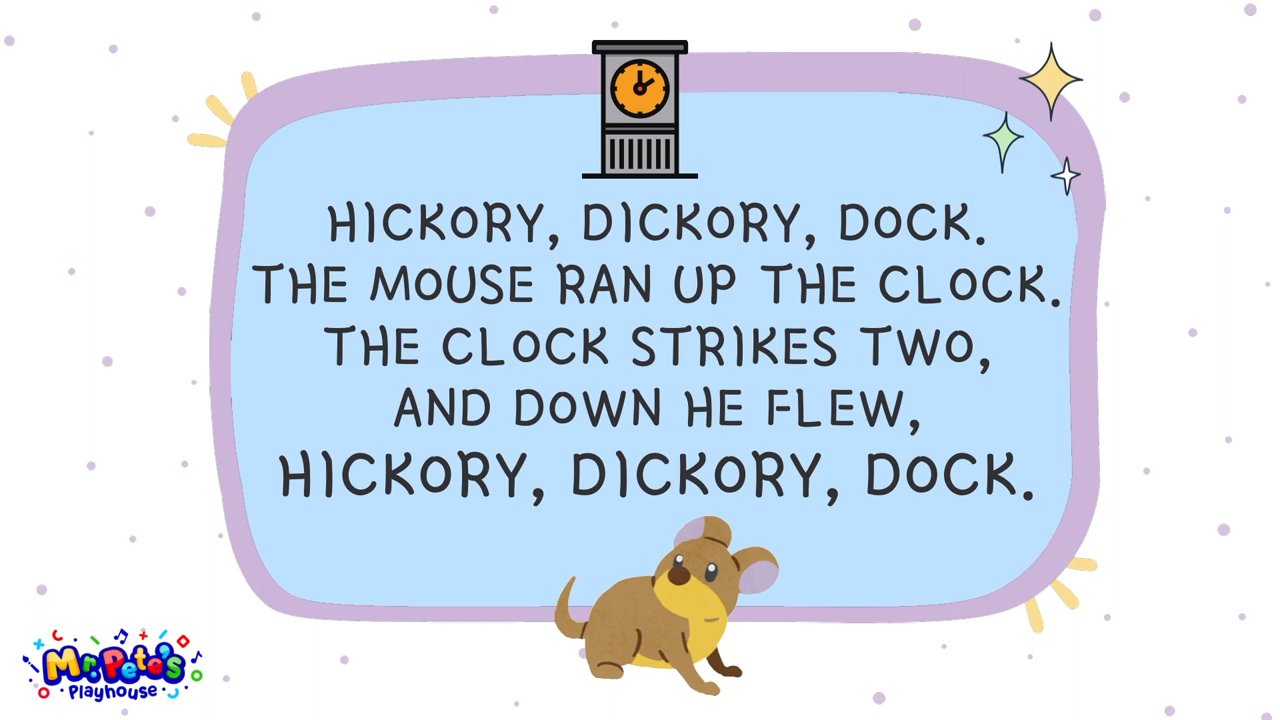 HICKORY, DICKORY, DOCK.
THE MOUSE RAN UP THE CLOCK.
THE CLOCK STRIKES TWO,
AND DOWN HE FLEW,
HICKORY, DICKORY, DOCK.
Mr. Pete's
Playhouse